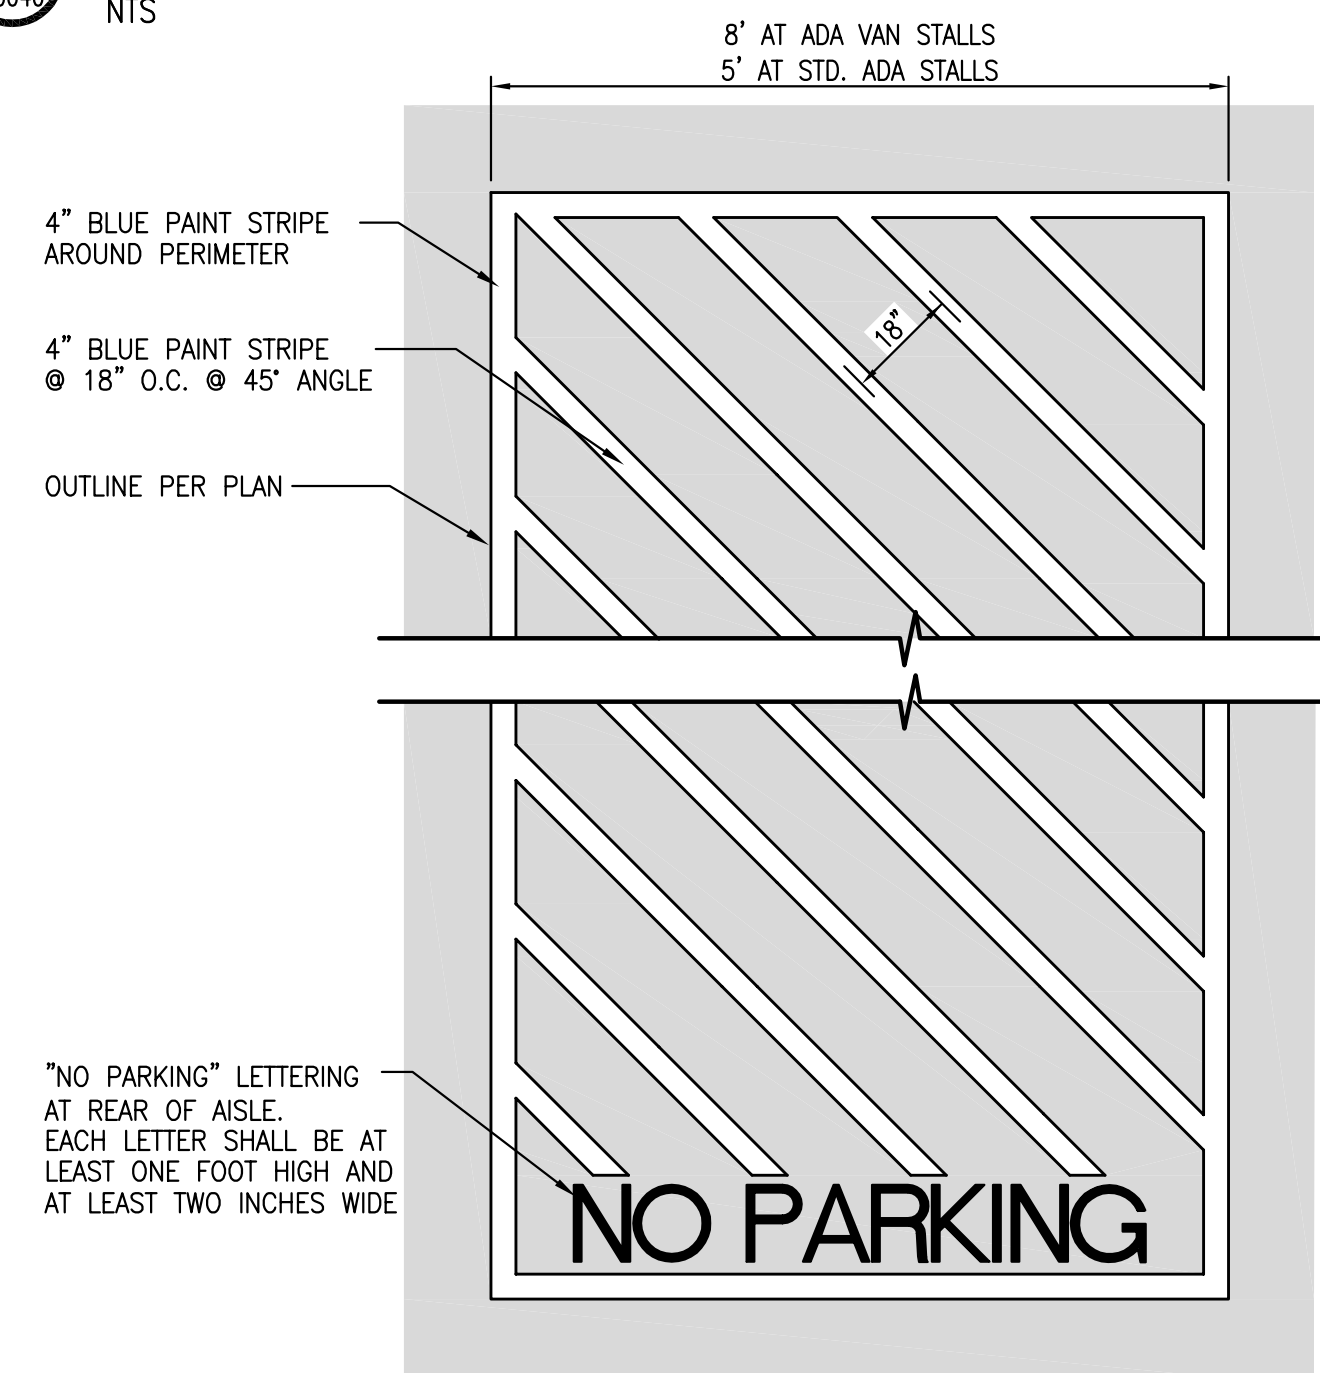 NTS
8' AT ADA VAN STALLS
5' AT STD. ADA STALLS
4" BLUE PAINT STRIPE
AROUND PERIMETER
18"
4" BLUE PAINT STRIPE
@ 18" O.C. @ 45° ANGLE
OUTLINE PER PLAN
"NO PARKING" LETTERING
AT REAR OF AISLE.
EACH LETTER SHALL BE AT
LEAST ONE FOOT HIGH AND
AT LEAST TWO INCHES WIDE
NO PARKING